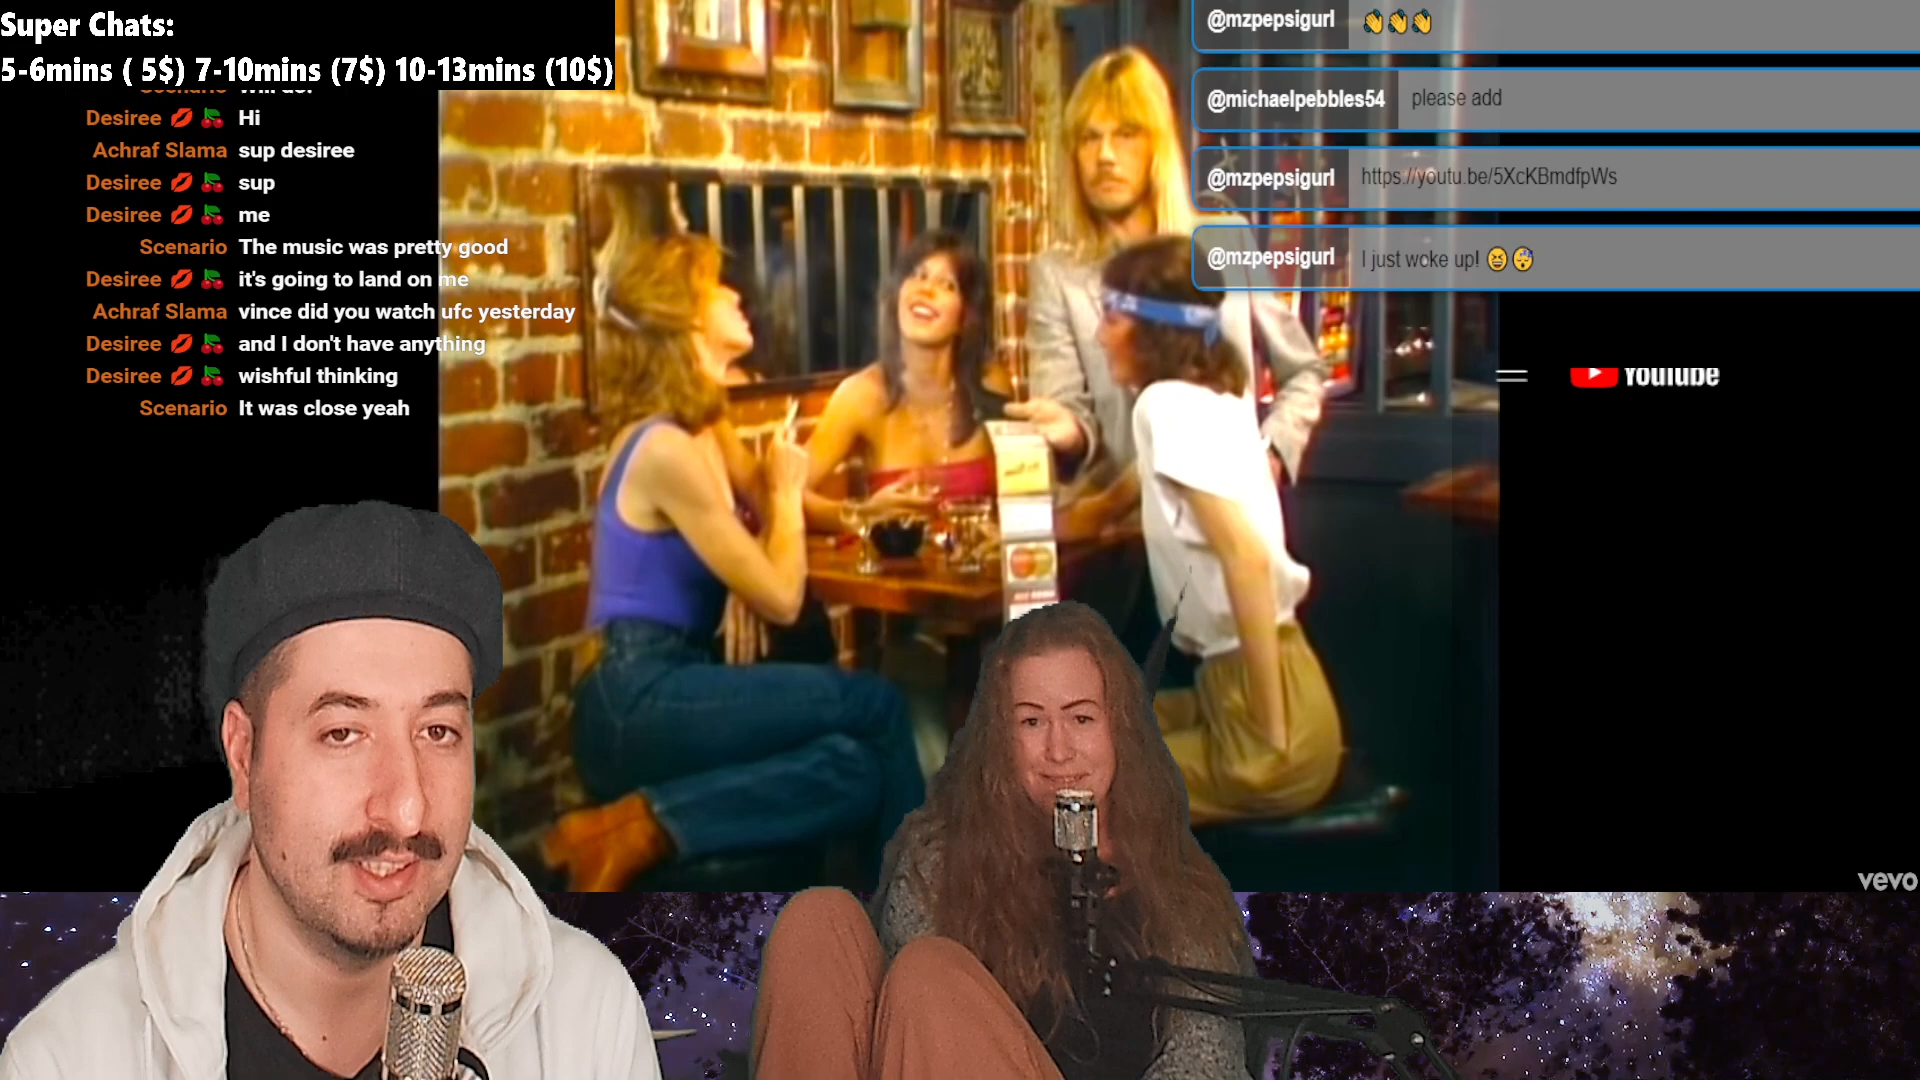 Super Chats:
5-6mins ( 5$) 7-10mins (7$) 10-13mins (10$)
Scenario will do!
Desiree 💋 🍒 Hi
Achraf Slama sup desiree
Desiree 💋 🍒 sup
Desiree 💋 🍒 me
Scenario The music was pretty good
Desiree 💋 🍒 it's going to land on me
Achraf Slama vince did you watch ufc yesterday
Desiree 💋 🍒 and I don't have anything
Desiree 💋 🍒 wishful thinking
Scenario It was close yeah
@mzpepsigurl 👏👏👏
@michaelpebbles54 please add
@mzpepsigurl https://youtu.be/5XcKBmdfpWs
@mzpepsigurl I just woke up! 😆😴
YouTube
vevo